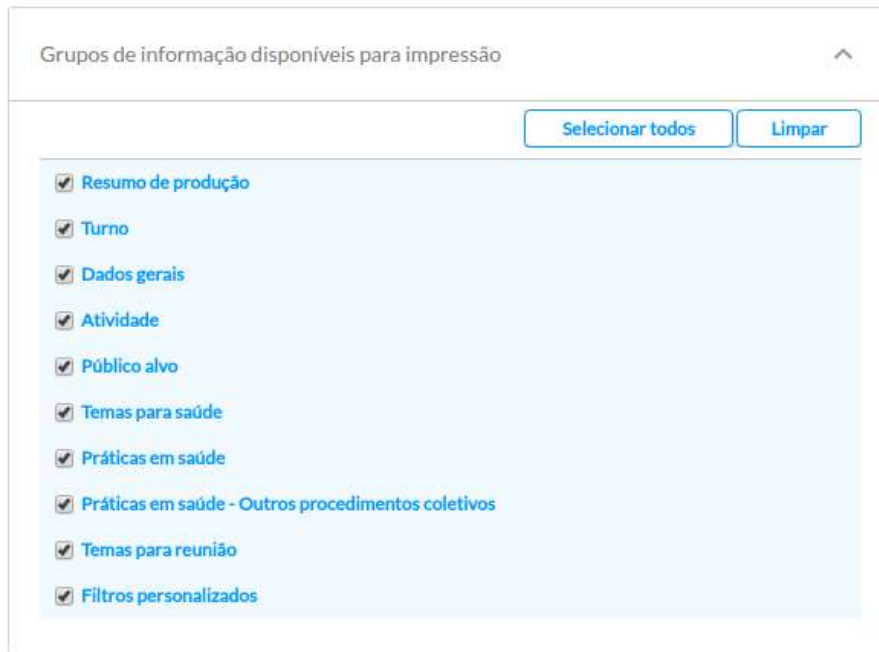 Grupos de informação disponíveis para impressão
Selecionar todos Limpar
Resumo de produção
Turno
Dados gerais
Atividade
Público alvo
Temas para saúde
Práticas em saúde
Práticas em saúde - Outros procedimentos coletivos
Temas para reunião
Filtros personalizados